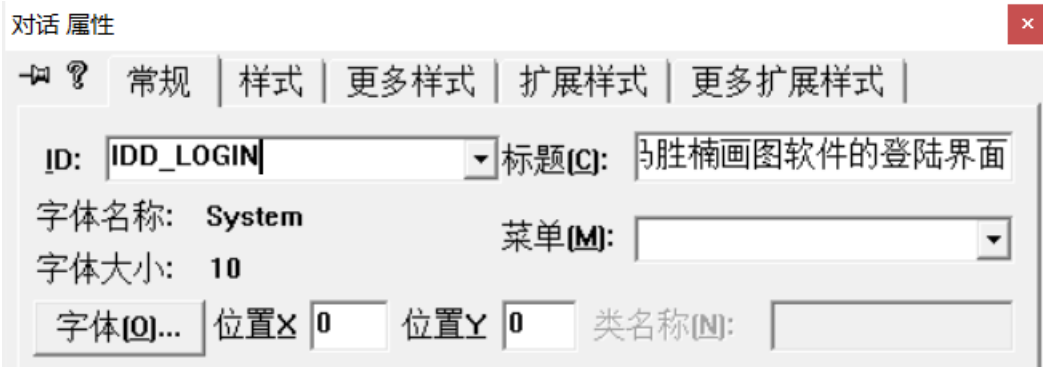 对话 属性
常规 样式 更多样式 扩展样式 更多扩展样式
ID: IDD_LOGIN 标题(C): 胜楠画图软件的登陆界面
字体名称: System
菜单(M):
字体大小: 10
字体(O)... 位置X 0 位置Y 0 类名称(N):